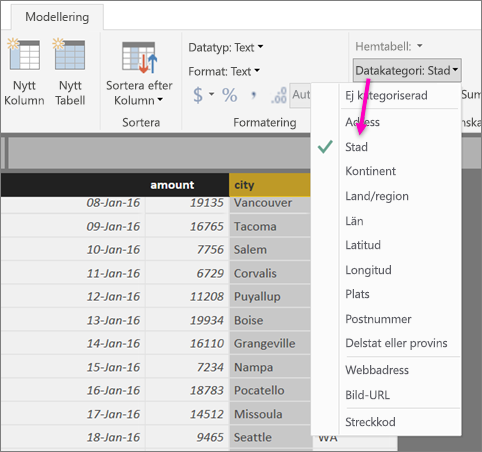 Modellering
Nytt Kolumn
Nytt Tabell
Sortera efter Kolumn
Sortera
Datatyp: Text
Format: Text
$ % , .00 Aut
Formatering
Hemtabell:
Datakategori: Stad
Ej kategoriserad
Adress
Stad
Kontinent
Land/region
Län
Latitud
Longitud
Plats
Postnummer
Delstat eller provins
Webbadress
Bild-URL
Streckkod
Sum
nska
amount city
08-Jan-16 19135 Vancouver
09-Jan-16 16765 Tacoma
10-Jan-16 7756 Salem
11-Jan-16 6729 Corvalis
12-Jan-16 11208 Puyallup
13-Jan-16 19934 Boise
14-Jan-16 16110 Grangeville
15-Jan-16 7234 Nampa
16-Jan-16 18783 Pocatello
17-Jan-16 14512 Missoula
18-Jan-16 9465 Seattle WA